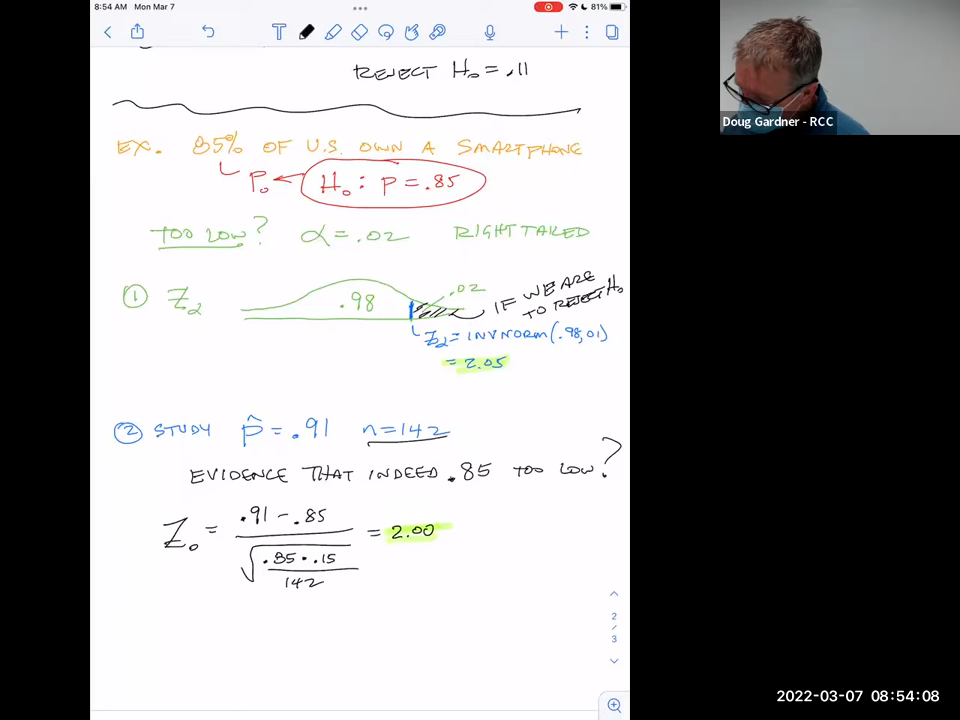 8:54 AM Mon Mar 7
81%
REJECT H₀ = .11
EX. 85% OF U.S. OWN A SMARTPHONE
P₀ ← H₀: p = .85
TOO LOW? α = .02 RIGHT TAILED
① Z₂ .98 .02 IF WE ARE
TO REJECT H₀
Z₂ = INVNORM(.98,0,1)
= 2.05
② STUDY p̂ = .91 n = 142
EVIDENCE THAT INDEED .85 TOO LOW?
Z₀ = .91 - .85 / √(.85 · .15 / 142) = 2.00
2
/
3
Doug Gardner - RCC
2022-03-07 08:54:08